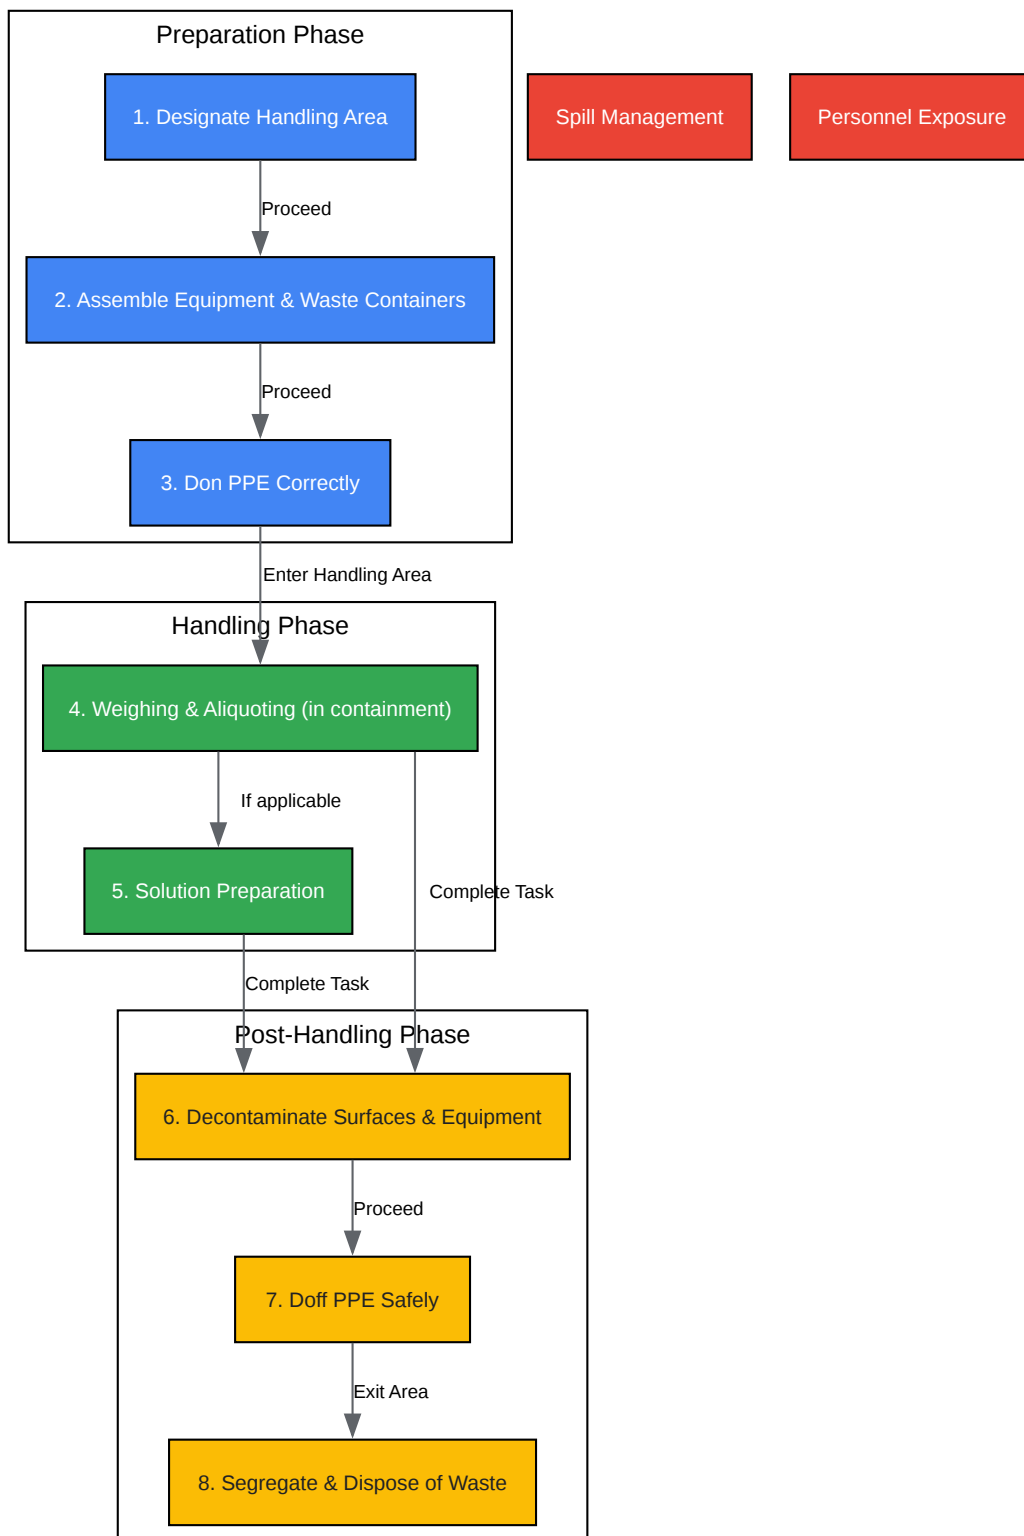 Preparation Phase
1. Designate Handling Area
Spill Management
Personnel Exposure
Proceed
2. Assemble Equipment & Waste Containers
Proceed
3. Don PPE Correctly
Enter Handling Area
Handling Phase
4. Weighing & Aliquoting (in containment)
If applicable
5. Solution Preparation
Complete Task
Complete Task
Post-Handling Phase
6. Decontaminate Surfaces & Equipment
Proceed
7. Doff PPE Safely
Exit Area
8. Segregate & Dispose of Waste